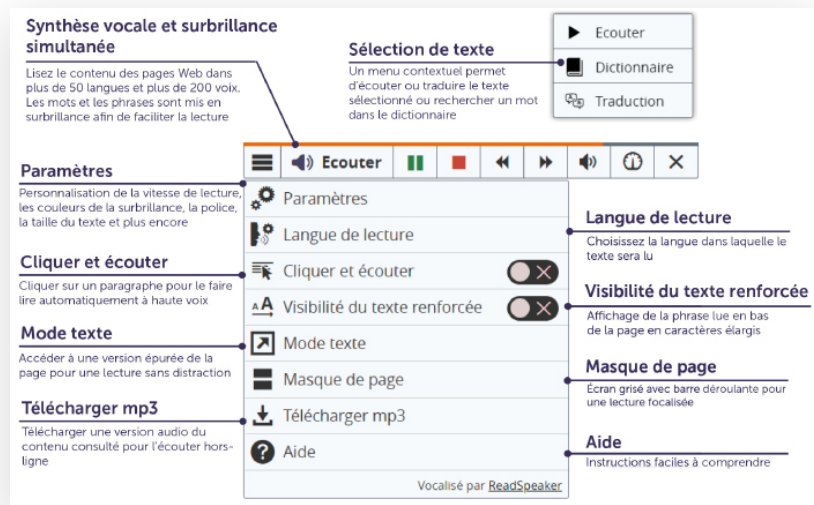 Synthèse vocale et surbrillance
simultanée
Lisez le contenu des pages Web dans
plus de 50 langues et plus de 200 voix.
Les mots et les phrases sont mis en
surbrillance afin de faciliter la lecture
Sélection de texte
Un menu contextuel permet
d'écouter ou traduire le texte
sélectionné ou rechercher un mot
dans le dictionnaire
Ecouter
Dictionnaire
Traduction
Ecouter
Paramètres
Personnalisation de la vitesse de lecture,
les couleurs de la surbrillance, la police,
la taille du texte et plus encore
Cliquer et écouter
Cliquer sur un paragraphe pour le faire
lire automatiquement à haute voix
Mode texte
Accéder à une version épurée de la
page pour une lecture sans distraction
Télécharger mp3
Télécharger une version audio du
contenu consulté pour l'écouter hors-
ligne
Paramètres
Langue de lecture
Cliquer et écouter
Visibilité du texte renforcée
Mode texte
Masque de page
Télécharger mp3
Aide
Vocalisé par ReadSpeaker
Langue de lecture
Choisissez la langue dans laquelle le
texte sera lu
Visibilité du texte renforcée
Affichage de la phrase lue en bas
de la page en caractères élargis
Masque de page
Écran grisé avec barre déroulante pour
une lecture focalisée
Aide
Instructions faciles à comprendre